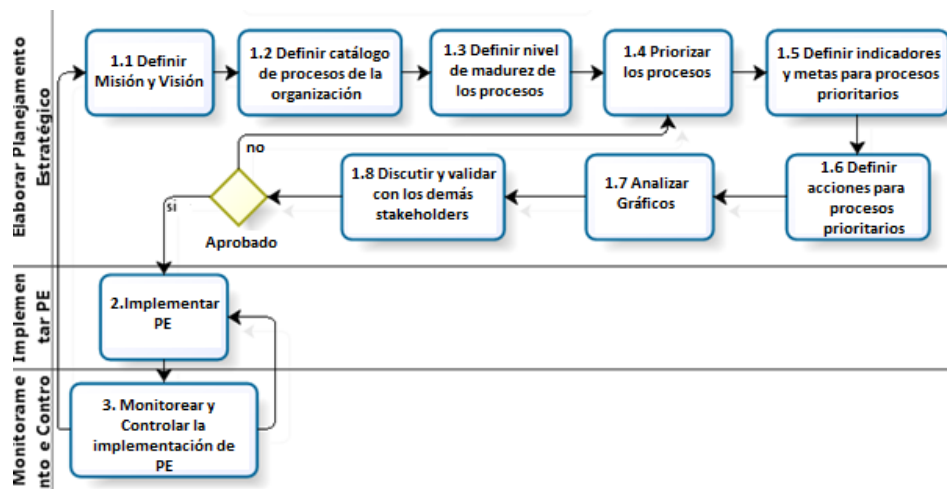 Elaborar Planejamento
Estratégico
1.1 Definir
Misión y Visión
1.2 Definir catálogo
de procesos de la
organización
1.3 Definir nivel
de madurez de
los procesos
1.4 Priorizar
los procesos
1.5 Definir indicadores
y metas para procesos
prioritarios
1.6 Definir
acciones para
procesos
prioritarios
1.7 Analizar
Gráficos
1.8 Discutir y validar
con los demás
stakeholders
no
si
Aprobado
Implemen
tar PE
2.Implementar
PE
Monitorame
nto e Contro
3. Monitorear y
Controlar la
implementación de
PE